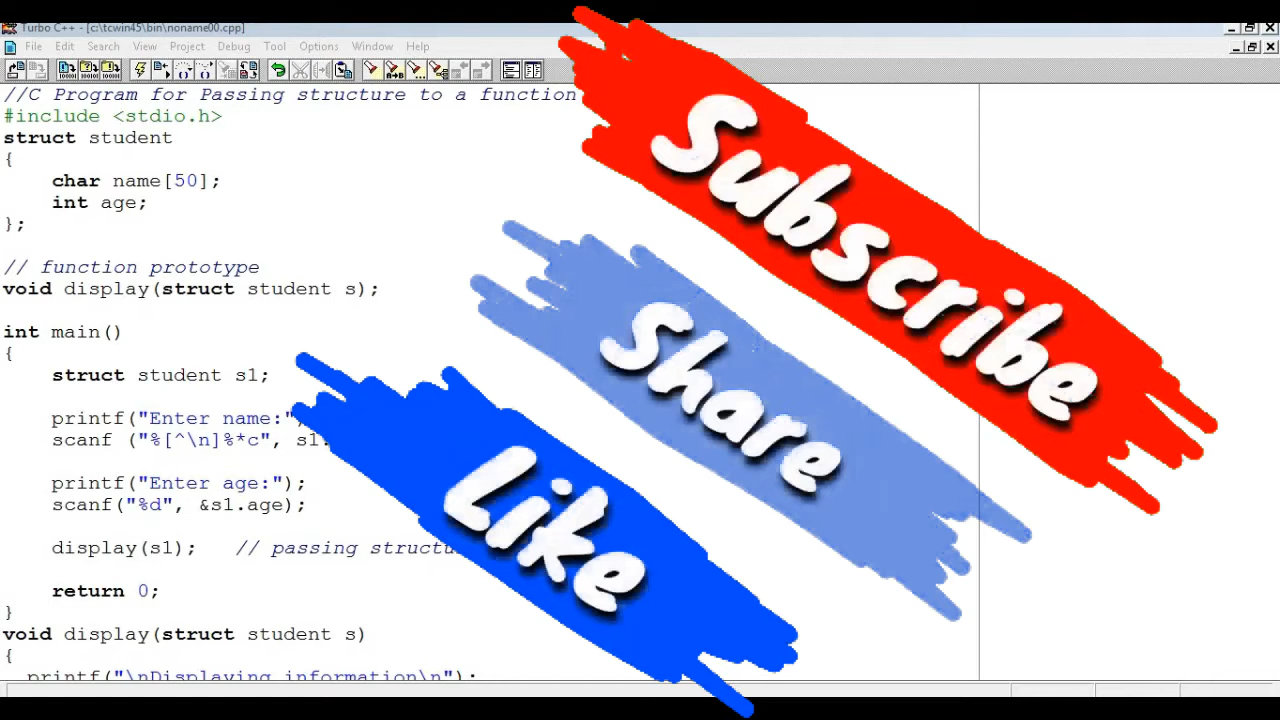 Turbo C++ - [c:\tcwin45\bin\noname00.cpp]
File Edit Search View Project Debug Tool Options Window Help
//C Program for Passing structure to a function
#include <stdio.h>
struct student
{
char name[50];
int age;
};
// function prototype
void display(struct student s);
int main()
{
struct student s1;
printf("Enter name:"
scanf ("%[^\n]%*c", s1.
printf("Enter age:");
scanf("%d", &s1.age);
display(s1); // passing
return 0;
}
void display(struct student s)
{
printf("\nDisplaying information\n");
Subscribe
Share
Like